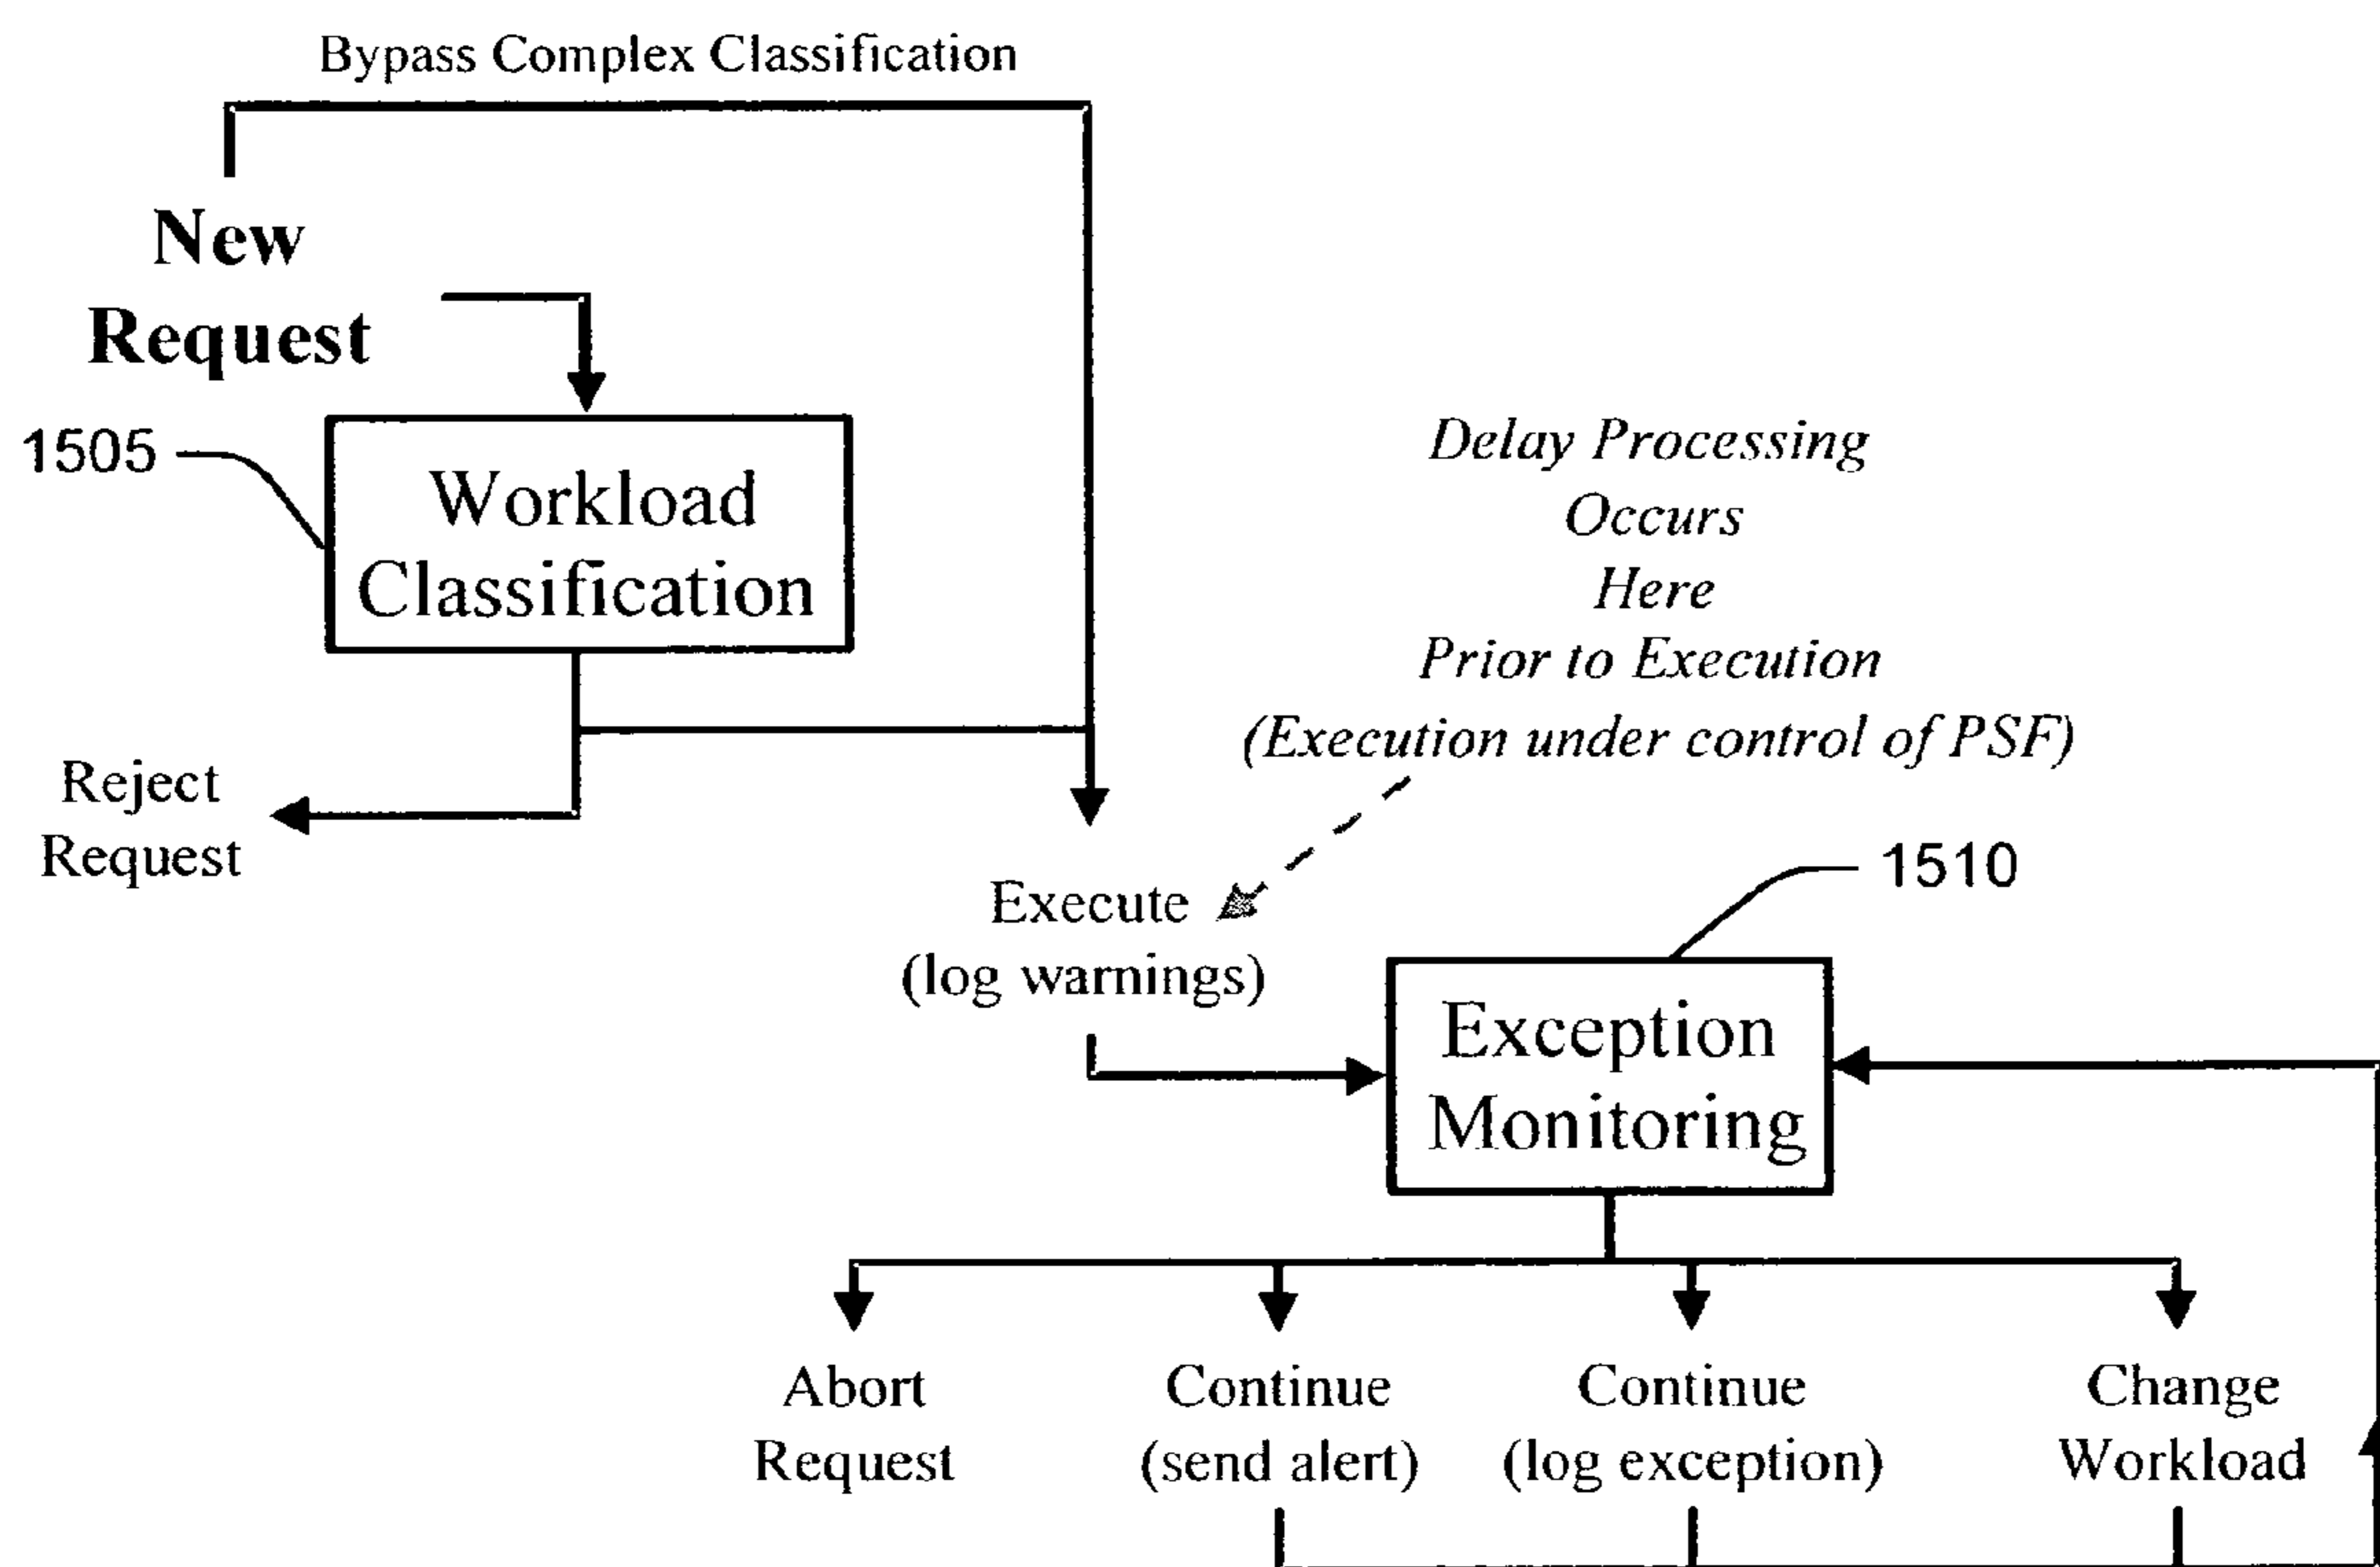 Bypass Complex Classification
New
Request
1505
Workload
Classification
Delay Processing
Occurs
Here
Prior to Execution
(Execution under control of PSF)
Reject
Request
1510
Execute
(log warnings)
Exception
Monitoring
Abort
Request
Continue
(send alert)
Continue
(log exception)
Change
Workload